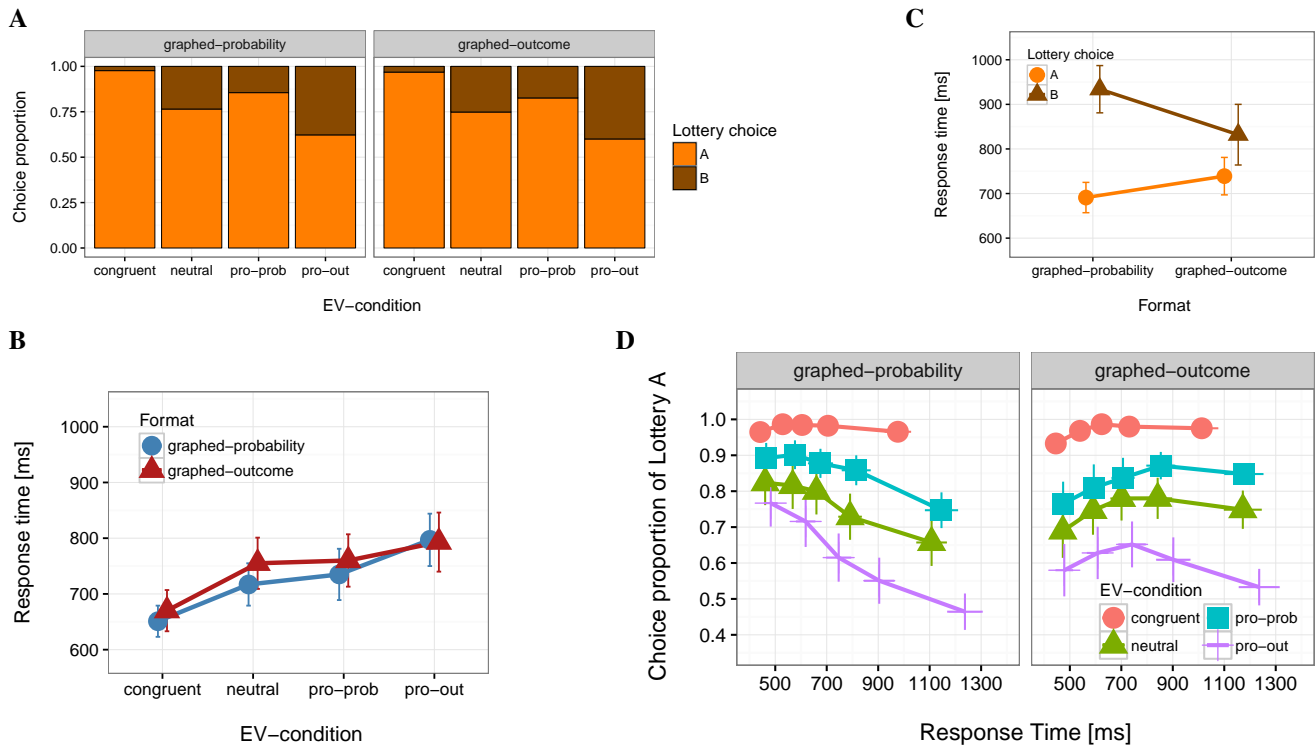 A
graphed−probability graphed−outcome
1.00
0.75
0.50
0.25
0.00
Choice proportion
congruent neutral pro−prob pro−out congruent neutral pro−prob pro−out
EV−condition
Lottery choice
A
B
C
Lottery choice
A
B
1000
900
800
700
600
Response time [ms]
graphed−probability graphed−outcome
Format
B
Format
graphed−probability
graphed−outcome
1000
900
800
700
600
Response time [ms]
congruent neutral pro−prob pro−out
EV−condition
D
graphed−probability graphed−outcome
1.0
0.9
0.8
0.7
0.6
0.5
0.4
Choice proportion of Lottery A
EV−condition
congruent pro−prob
neutral pro−out
500 700 900 1100 1300 500 700 900 1100 1300
Response Time [ms]